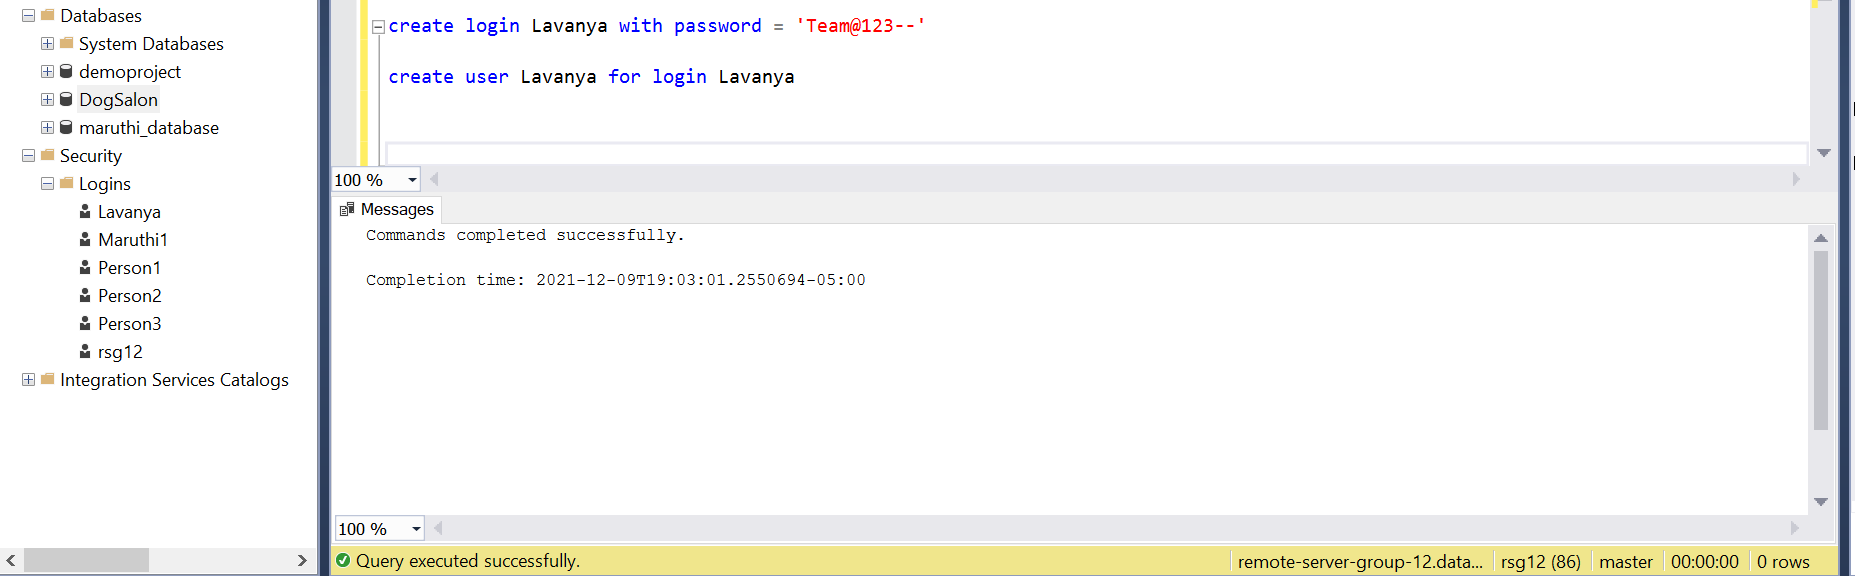 Databases
System Databases
demoproject
DogSalon
maruthi_database
Security
Logins
Lavanya
Maruthi1
Person1
Person2
Person3
rsg12
Integration Services Catalogs
create login Lavanya with password = 'Team@123--'
create user Lavanya for login Lavanya
100 %
Messages
Commands completed successfully.
Completion time: 2021-12-09T19:03:01.2550694-05:00
100 %
Query executed successfully.
remote-server-group-12.data... rsg12 (86) master 00:00:00 0 rows